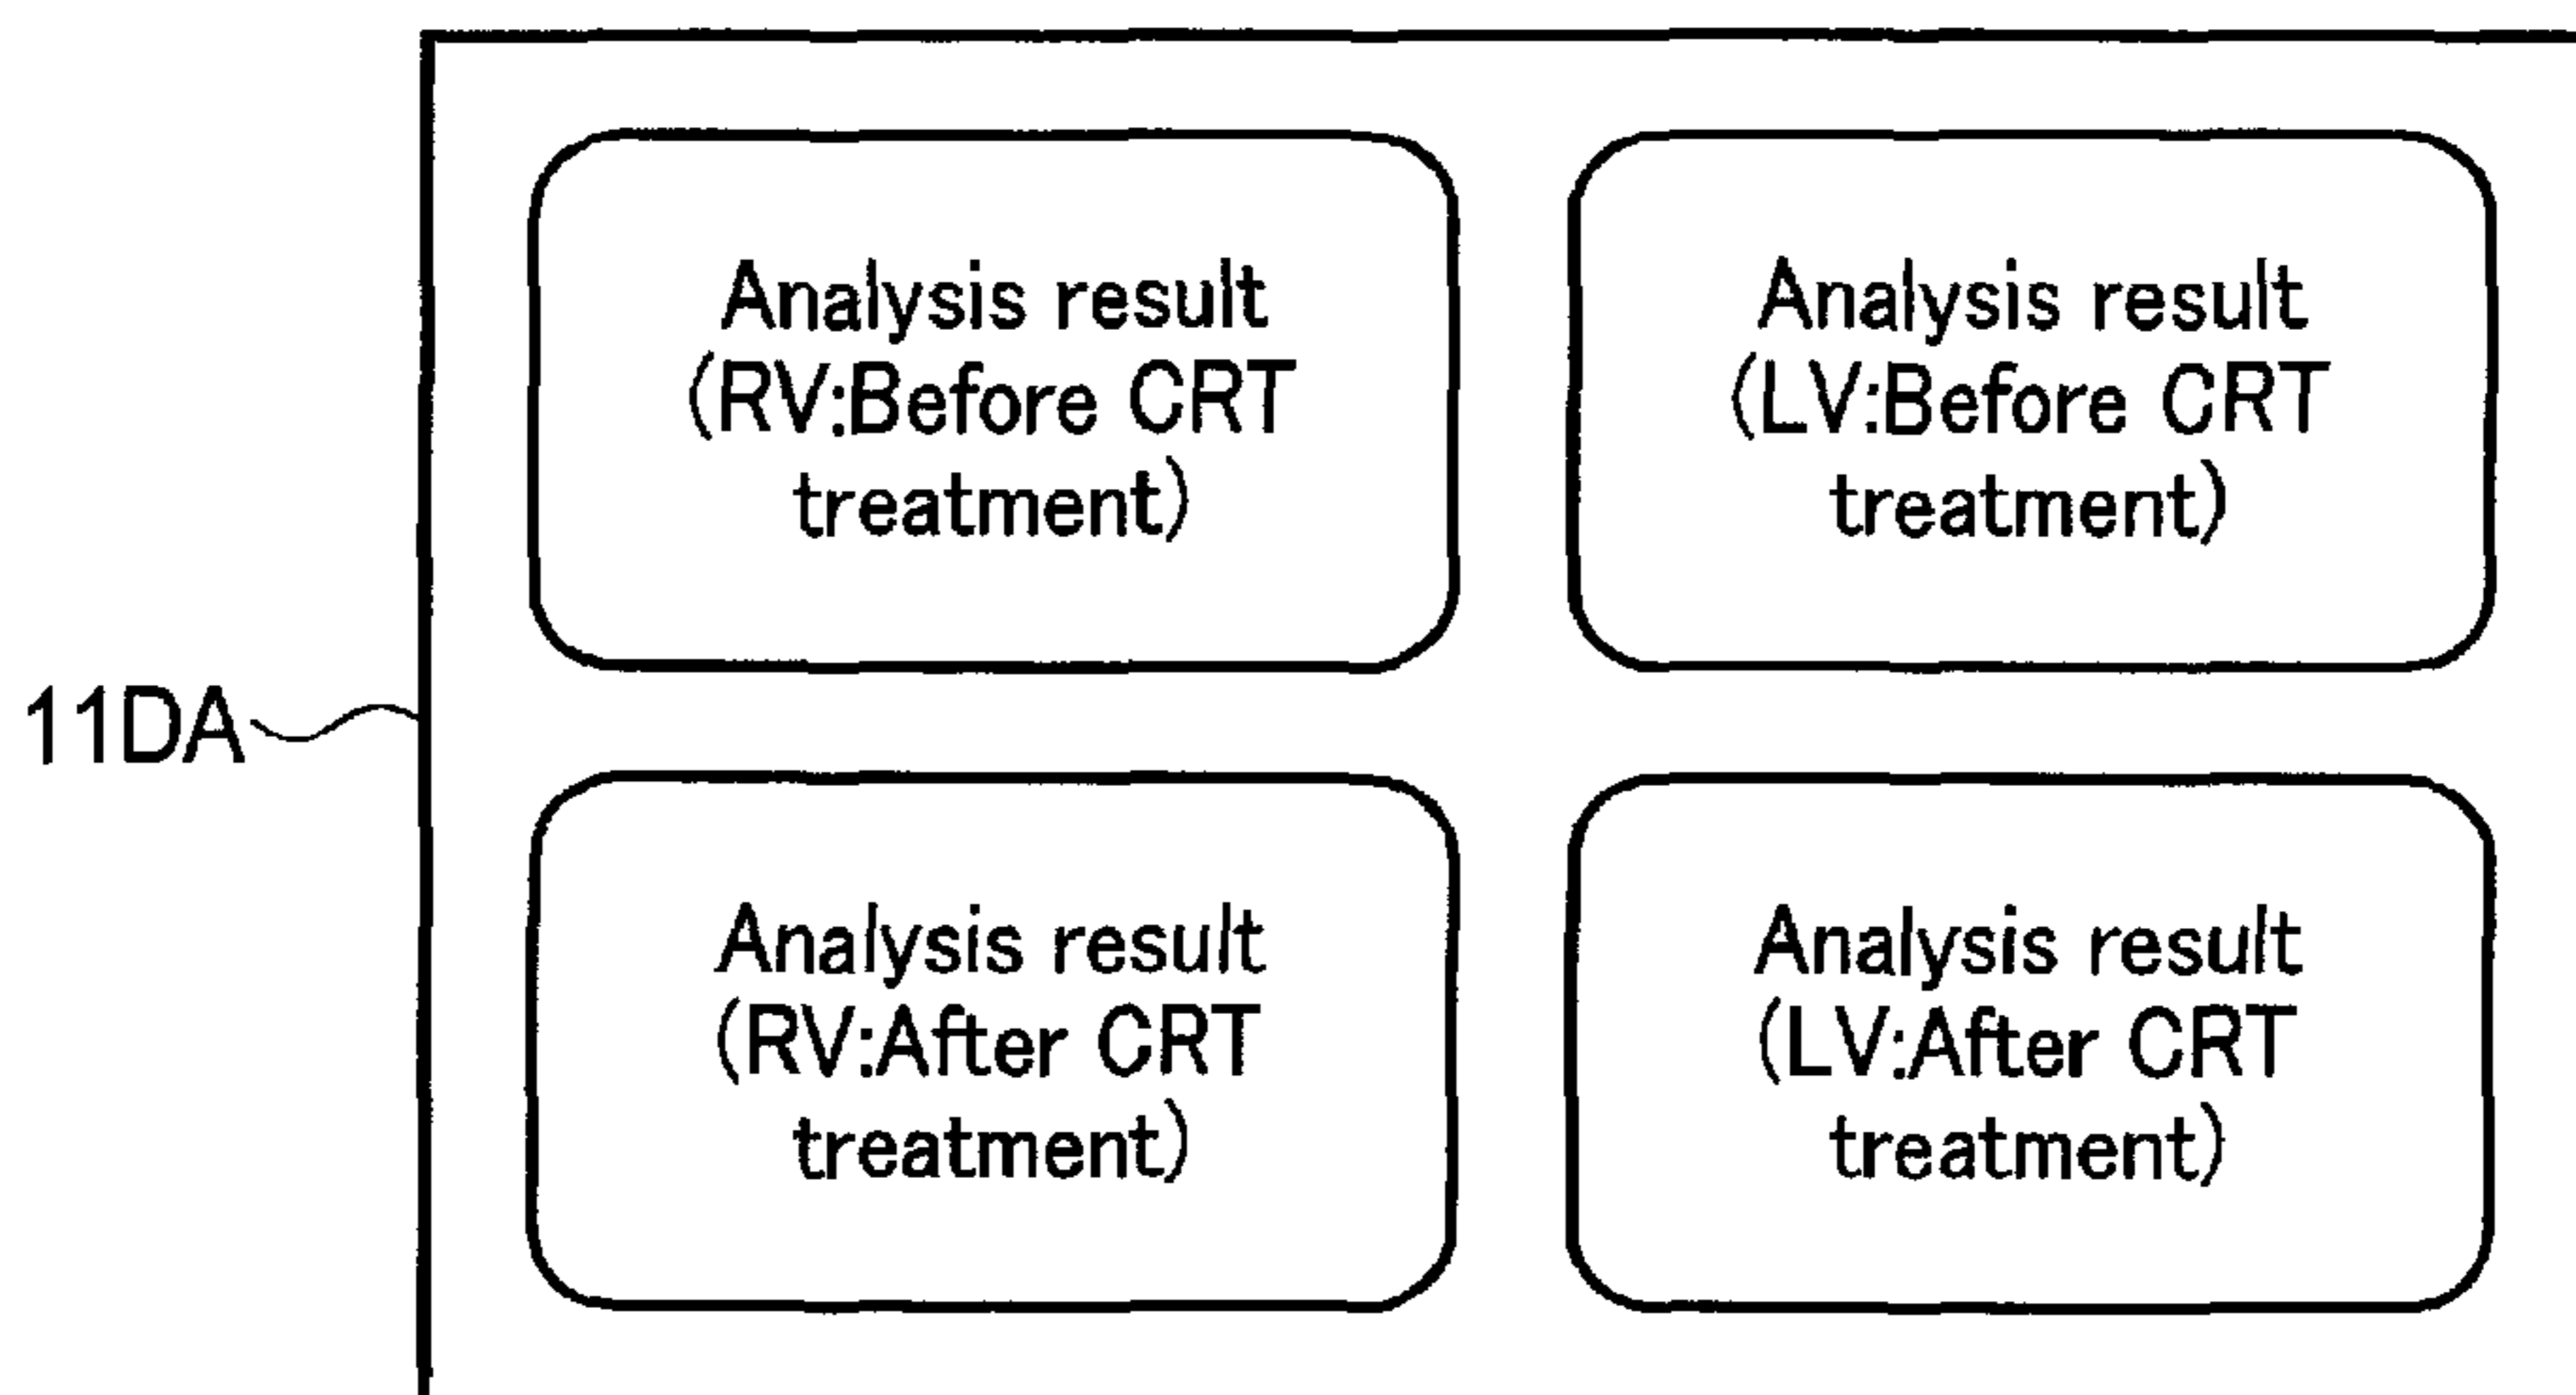 Analysis result
(RV:Before CRT
treatment)
Analysis result
(LV:Before CRT
treatment)
11DA
Analysis result
(RV:After CRT
treatment)
Analysis result
(LV:After CRT
treatment)